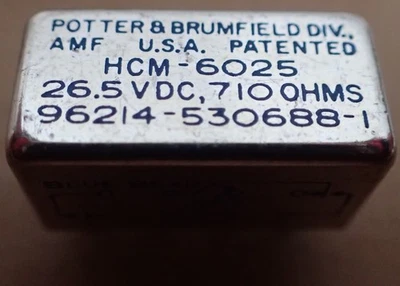 POTTER & BRUMFIELD DIV.,
AMF U.S.A. PATENTED
HCM-6025
26.5 VDC, 710 OHMS
96214-530688-1